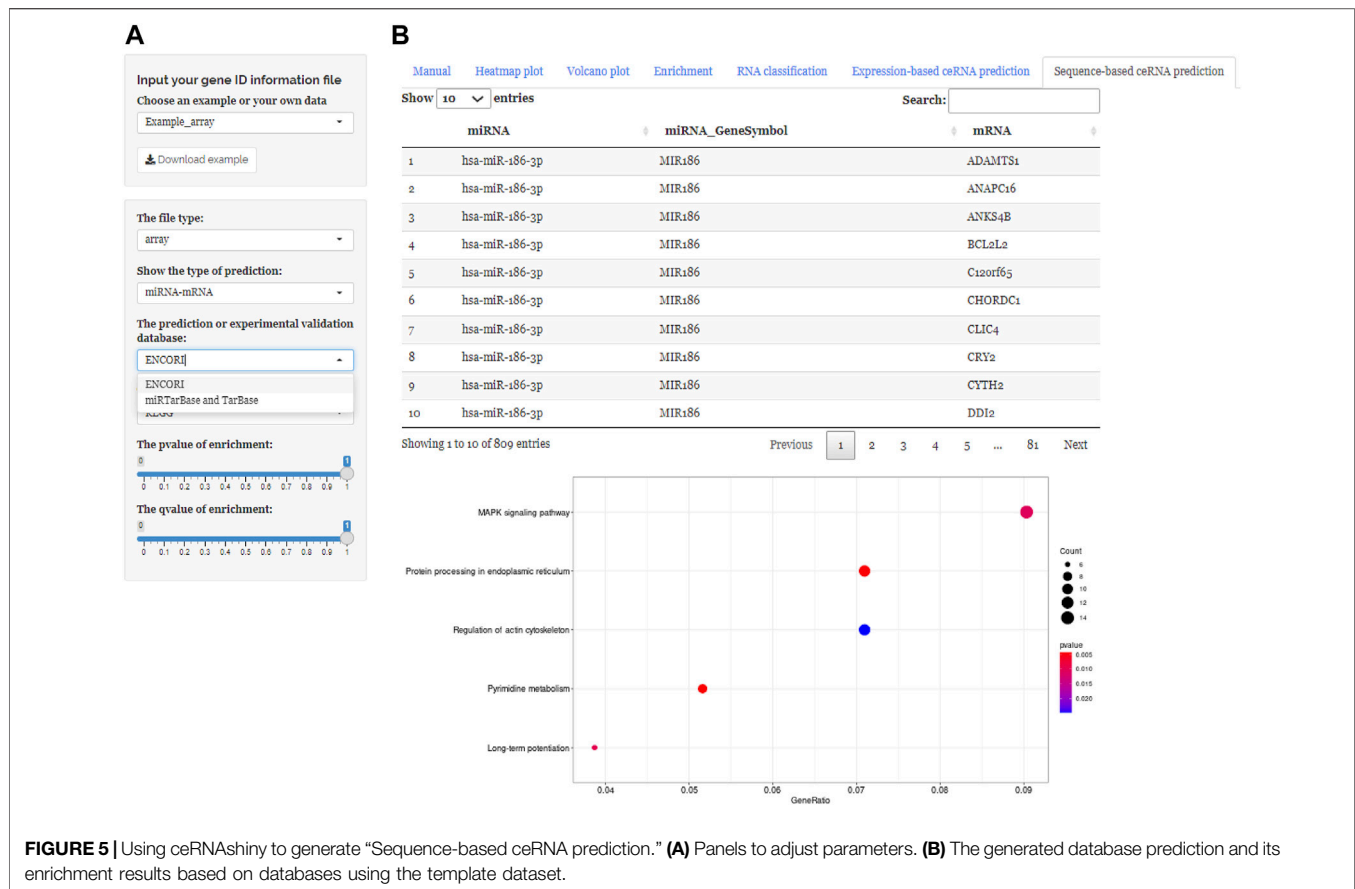 A
Input your gene ID information file
Choose an example or your own data
Example_array
Download example
The file type:
array
Show the type of prediction:
miRNA-mRNA
The prediction or experimental validation
database:
ENCORI
ENCORI
miRTarBase and TarBase
KEGG
The pvalue of enrichment:
0 1
0 0.1 0.2 0.3 0.4 0.5 0.6 0.7 0.8 0.9 1
The qvalue of enrichment:
0 1
0 0.1 0.2 0.3 0.4 0.5 0.6 0.7 0.8 0.9 1
B
Manual Heatmap plot Volcano plot Enrichment RNA classification Expression-based ceRNA prediction Sequence-based ceRNA prediction
Show 10 entries Search:
miRNA miRNA_GeneSymbol mRNA
1 hsa-miR-186-3p MIR186 ADAMTS1
2 hsa-miR-186-3p MIR186 ANAPC16
3 hsa-miR-186-3p MIR186 ANKS4B
4 hsa-miR-186-3p MIR186 BCL2L2
5 hsa-miR-186-3p MIR186 C12orf65
6 hsa-miR-186-3p MIR186 CHORDC1
7 hsa-miR-186-3p MIR186 CLIC4
8 hsa-miR-186-3p MIR186 CRY2
9 hsa-miR-186-3p MIR186 CYTH2
10 hsa-miR-186-3p MIR186 DDI2
Showing 1 to 10 of 809 entries Previous 1 2 3 4 5 ... 81 Next
MAPK signaling pathway
Protein processing in endoplasmic reticulum
Regulation of actin cytoskeleton
Pyrimidine metabolism
Long-term potentiation
0.04 0.05 0.06 0.07 0.08 0.09
GeneRatio
Count
6
8
10
12
14
pvalue
0.005
0.010
0.015
0.020
FIGURE 5 | Using ceRNAshiny to generate “Sequence-based ceRNA prediction.” (A) Panels to adjust parameters. (B) The generated database prediction and its
enrichment results based on databases using the template dataset.